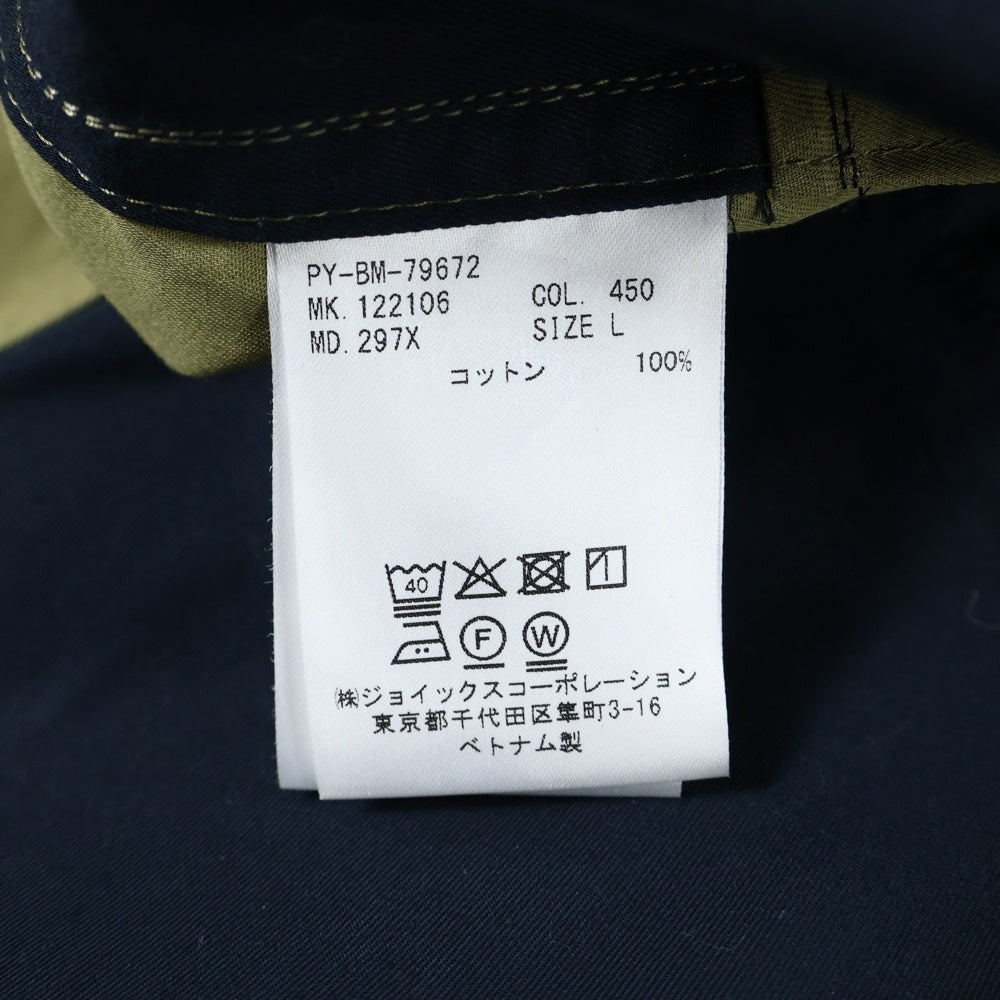 PY-BM-79672
MK. 122106 COL. 450
MD. 297X SIZE L
コットン 100%
40
F W
㈱ジョイックスコーポレーション
東京都千代田区隼町3-16
ベトナム製